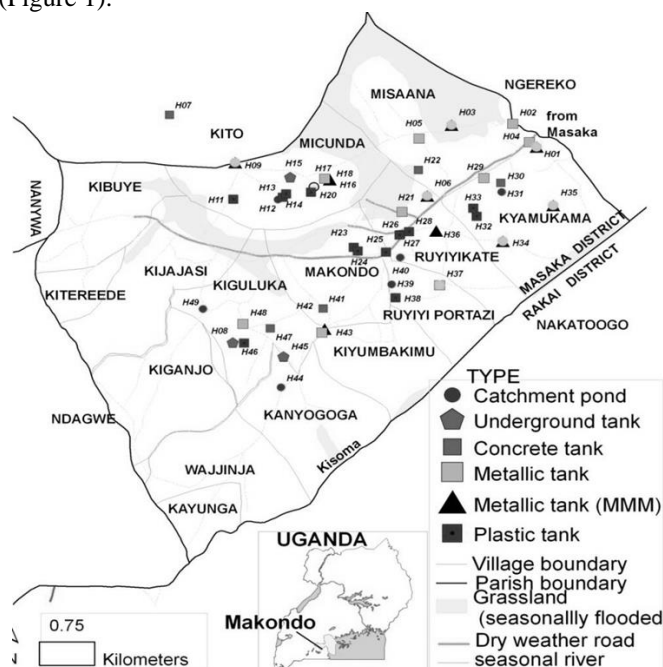 (Figure 1).
MISAANA
NGEREKO
H07
H03
H02
from
Masaka
H05
H04
H01
KITO
MICUNDA
H09
H15
H17
H18
H16
H22
H29
H30
H31
NANYWA
KIBUYE
H13
H20
H06
H35
H11
H12
H14
H21
H33
H32
KYAMUKAMA
H23
H26
H28
H36
H25
H27
H34
H24
RUYIYIKATE
MASAKA DISTRICT
RAKAI DISTRICT
KIJAJASI
MAKONDO
H40
KITEREEDE
KIGULUKA
H39
H37
H49
H42
H41
H38
H48
RUYIYI PORTAZI
NAKATOOGO
H08
H47
H43
H46
H45
KIYUMBAKIMU
KIGANJO
H44
NDAGWE
KANYOGOGA
Kisoma
WAJJINJA
KAYUNGA
TYPE
Catchment pond
Underground tank
Concrete tank
Metallic tank
Metallic tank (MMM)
Plastic tank
Village boundary
Parish boundary
Grassland
(seasonallly flooded
Dry weather road
seasonal river
UGANDA
Makondo
0.75
Kilometers